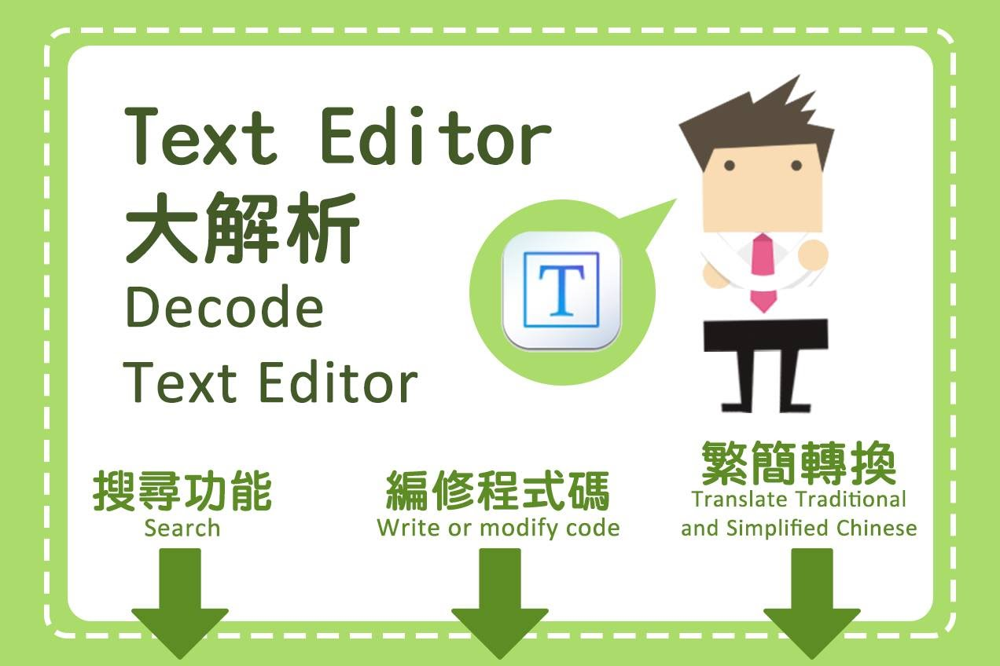 Text Editor
大解析
Decode
Text Editor
T
搜尋功能
Search
編修程式碼
Write or modify code
繁簡轉換
Translate Traditional
and Simplified Chinese